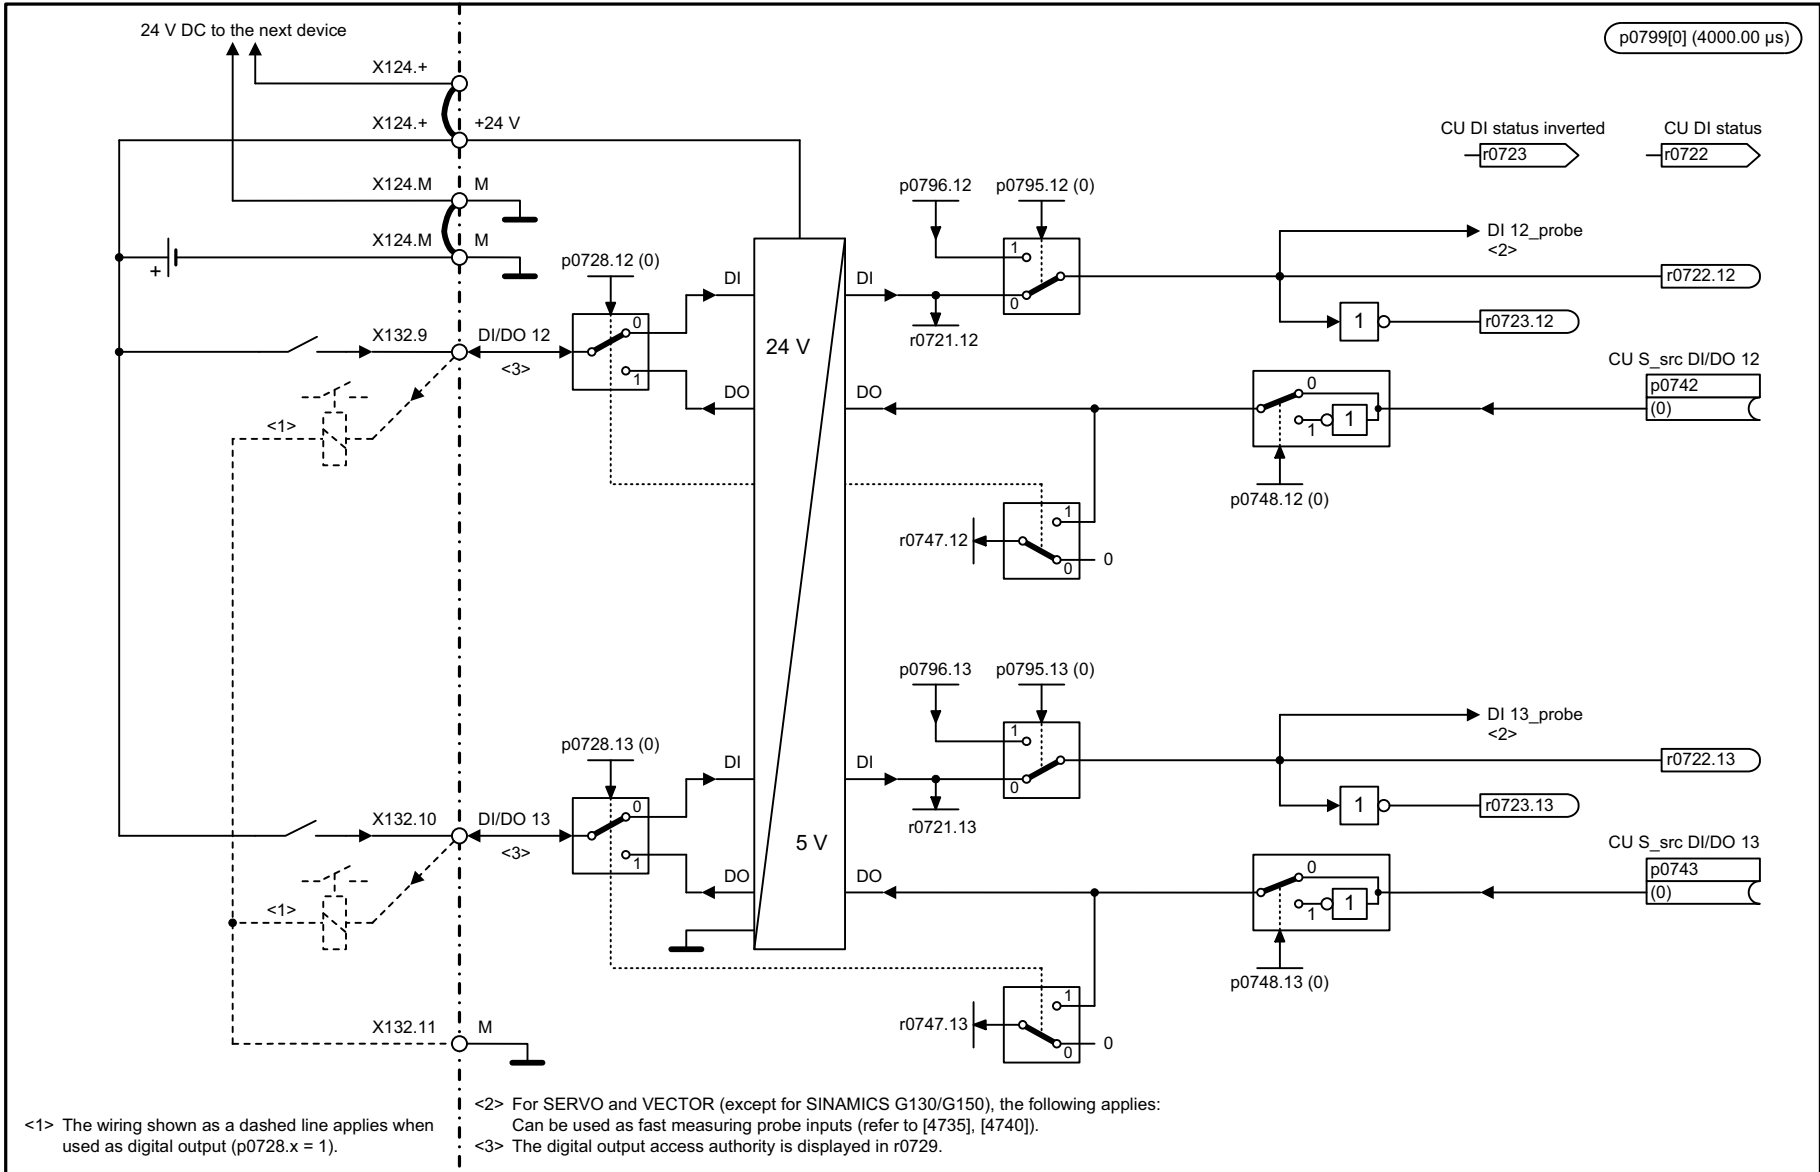 24 V DC to the next device
p0799[0] (4000.00 µs)
X124.+
X124.+
+24 V
CU DI status inverted
r0723
CU DI status
r0722
X124.M
M
X124.M
M
+
p0796.12
p0795.12 (0)
1
0
DI 12_probe
<2>
r0722.12
1
r0723.12
p0728.12 (0)
DI
DI
r0721.12
24 V
X132.9
DI/DO 12
<3>
0
1
DO
DO
CU S_src DI/DO 12
p0742
(0)
0
1
1
p0748.12 (0)
<1>
r0747.12
1
0
0
p0796.13
p0795.13 (0)
1
0
DI 13_probe
<2>
r0722.13
1
r0723.13
p0728.13 (0)
DI
DI
r0721.13
5 V
X132.10
DI/DO 13
<3>
0
1
DO
DO
CU S_src DI/DO 13
p0743
(0)
0
1
1
p0748.13 (0)
<1>
r0747.13
1
0
0
X132.11
M
<1> The wiring shown as a dashed line applies when
used as digital output (p0728.x = 1).
<2> For SERVO and VECTOR (except for SINAMICS G130/G150), the following applies:
Can be used as fast measuring probe inputs (refer to [4735], [4740]).
<3> The digital output access authority is displayed in r0729.